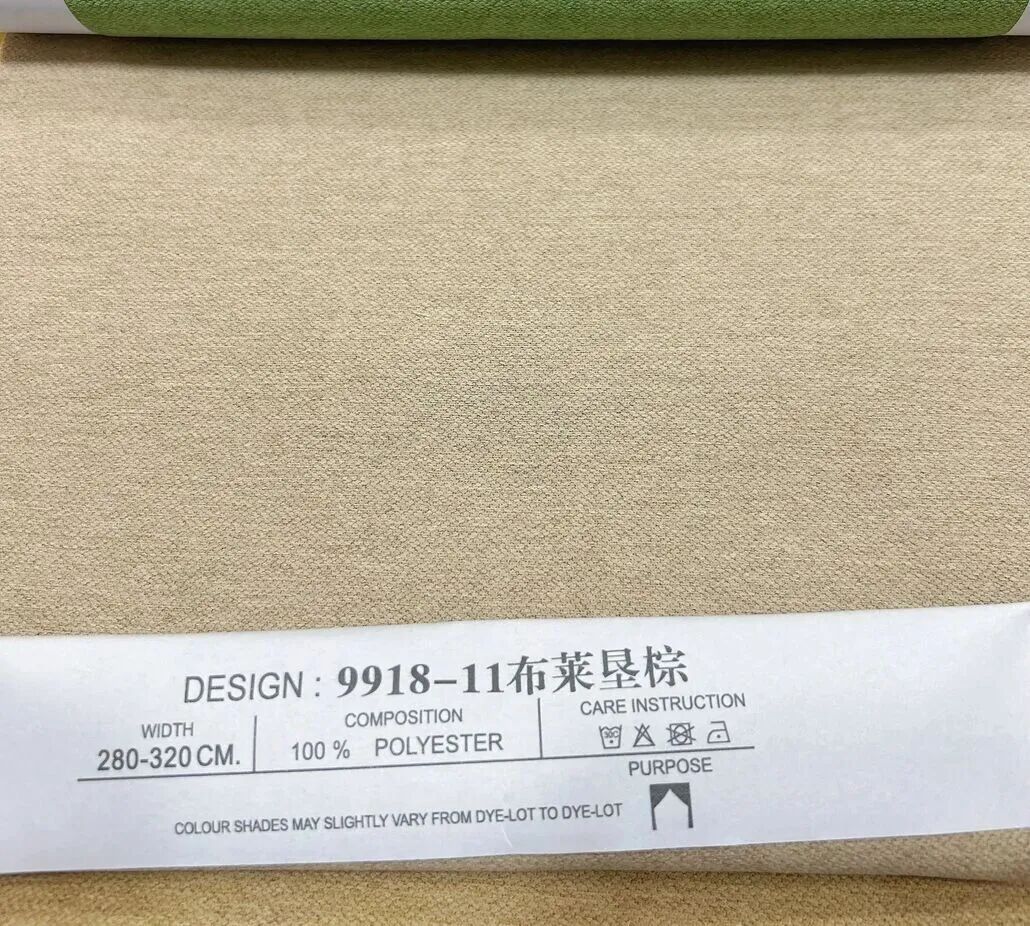 DESIGN : 9918-11布莱垦棕
WIDTH
280-320 CM.
COMPOSITION
100 % POLYESTER
CARE INSTRUCTION
30C
PURPOSE
COLOUR SHADES MAY SLIGHTLY VARY FROM DYE-LOT TO DYE-LOT